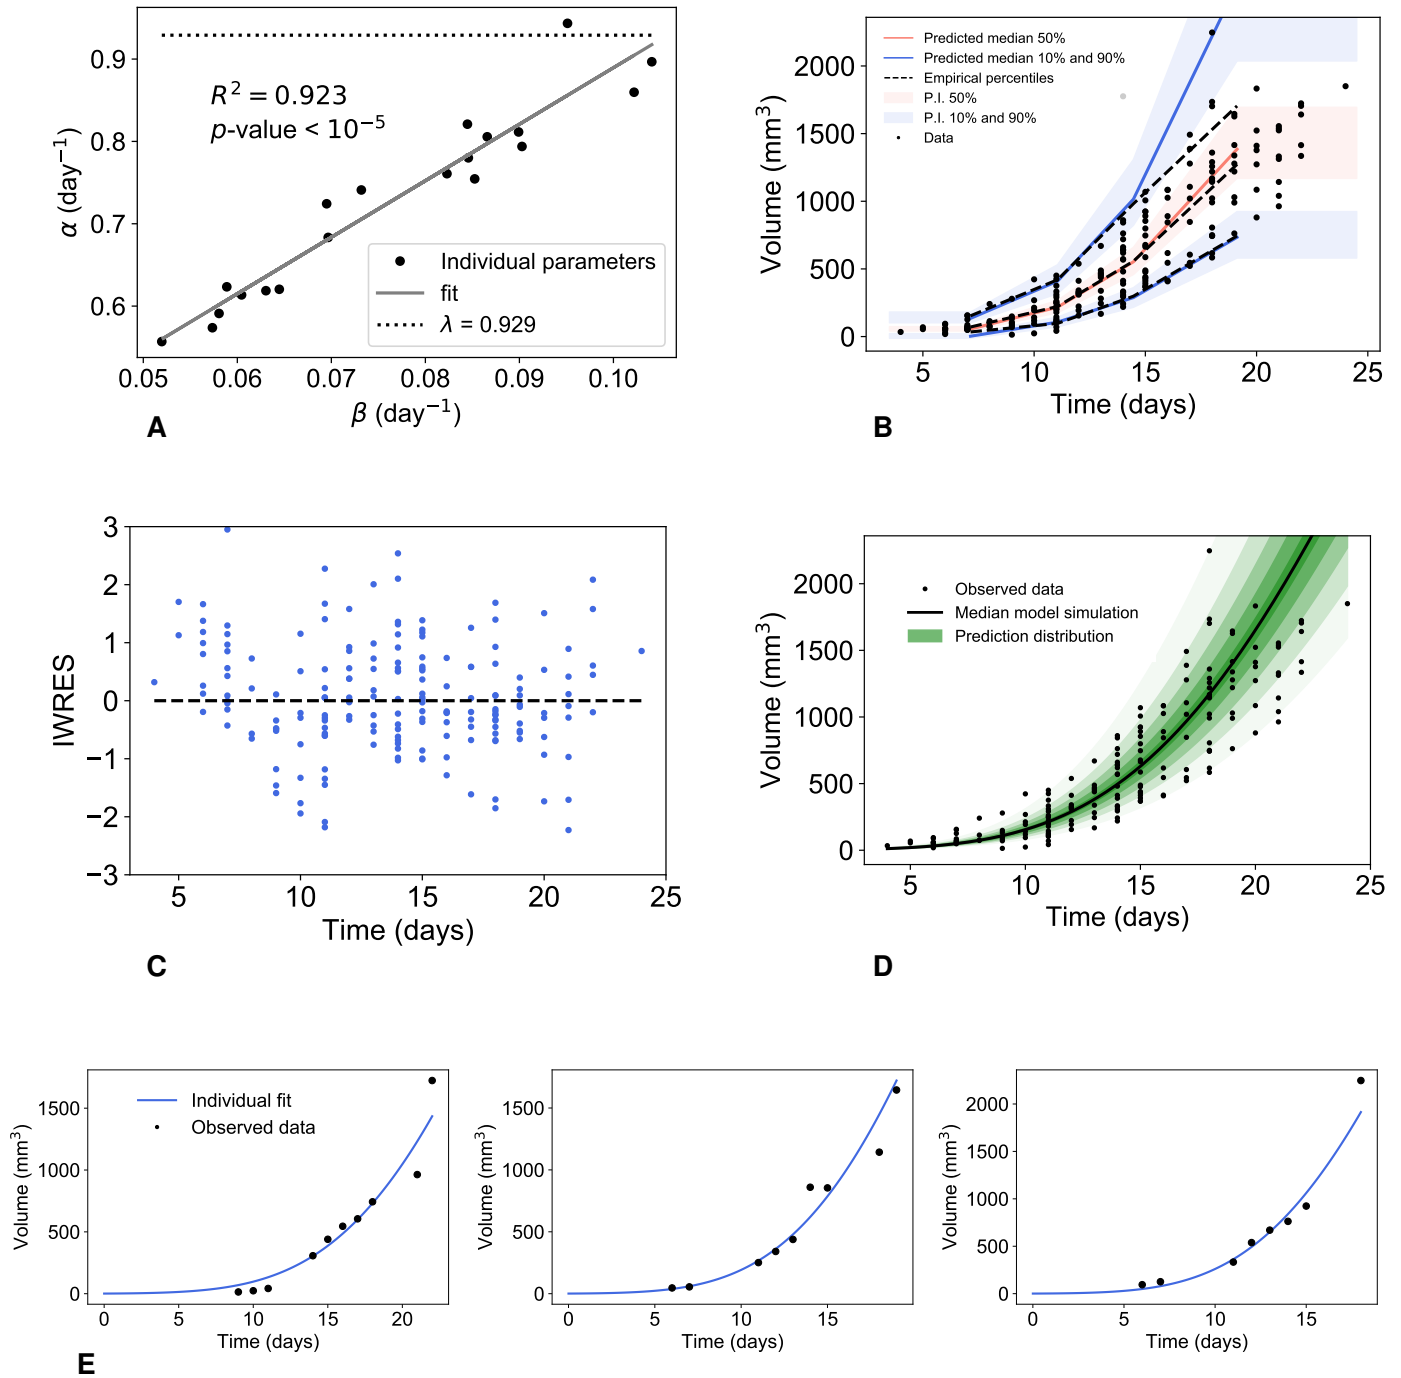 0.9
0.8
0.7
0.6
α (day⁻¹)
R² = 0.923
p-value < 10⁻⁵
Individual parameters
fit
λ = 0.929
0.05 0.06 0.07 0.08 0.09 0.10
β (day⁻¹)
A
2000
1500
1000
500
0
Volume (mm³)
Predicted median 50%
Predicted median 10% and 90%
Empirical percentiles
P.I. 50%
P.I. 10% and 90%
Data
5 10 15 20 25
Time (days)
B
3
2
1
0
−1
−2
−3
IWRES
5 10 15 20 25
Time (days)
C
2000
1500
1000
500
0
Volume (mm³)
Observed data
Median model simulation
Prediction distribution
5 10 15 20 25
Time (days)
D
1500
1000
500
0
Volume (mm³)
Individual fit
Observed data
0 5 10 15 20
Time (days)
1500
1000
500
0
Volume (mm³)
0 5 10 15
Time (days)
2000
1500
1000
500
0
Volume (mm³)
0 5 10 15
Time (days)
E